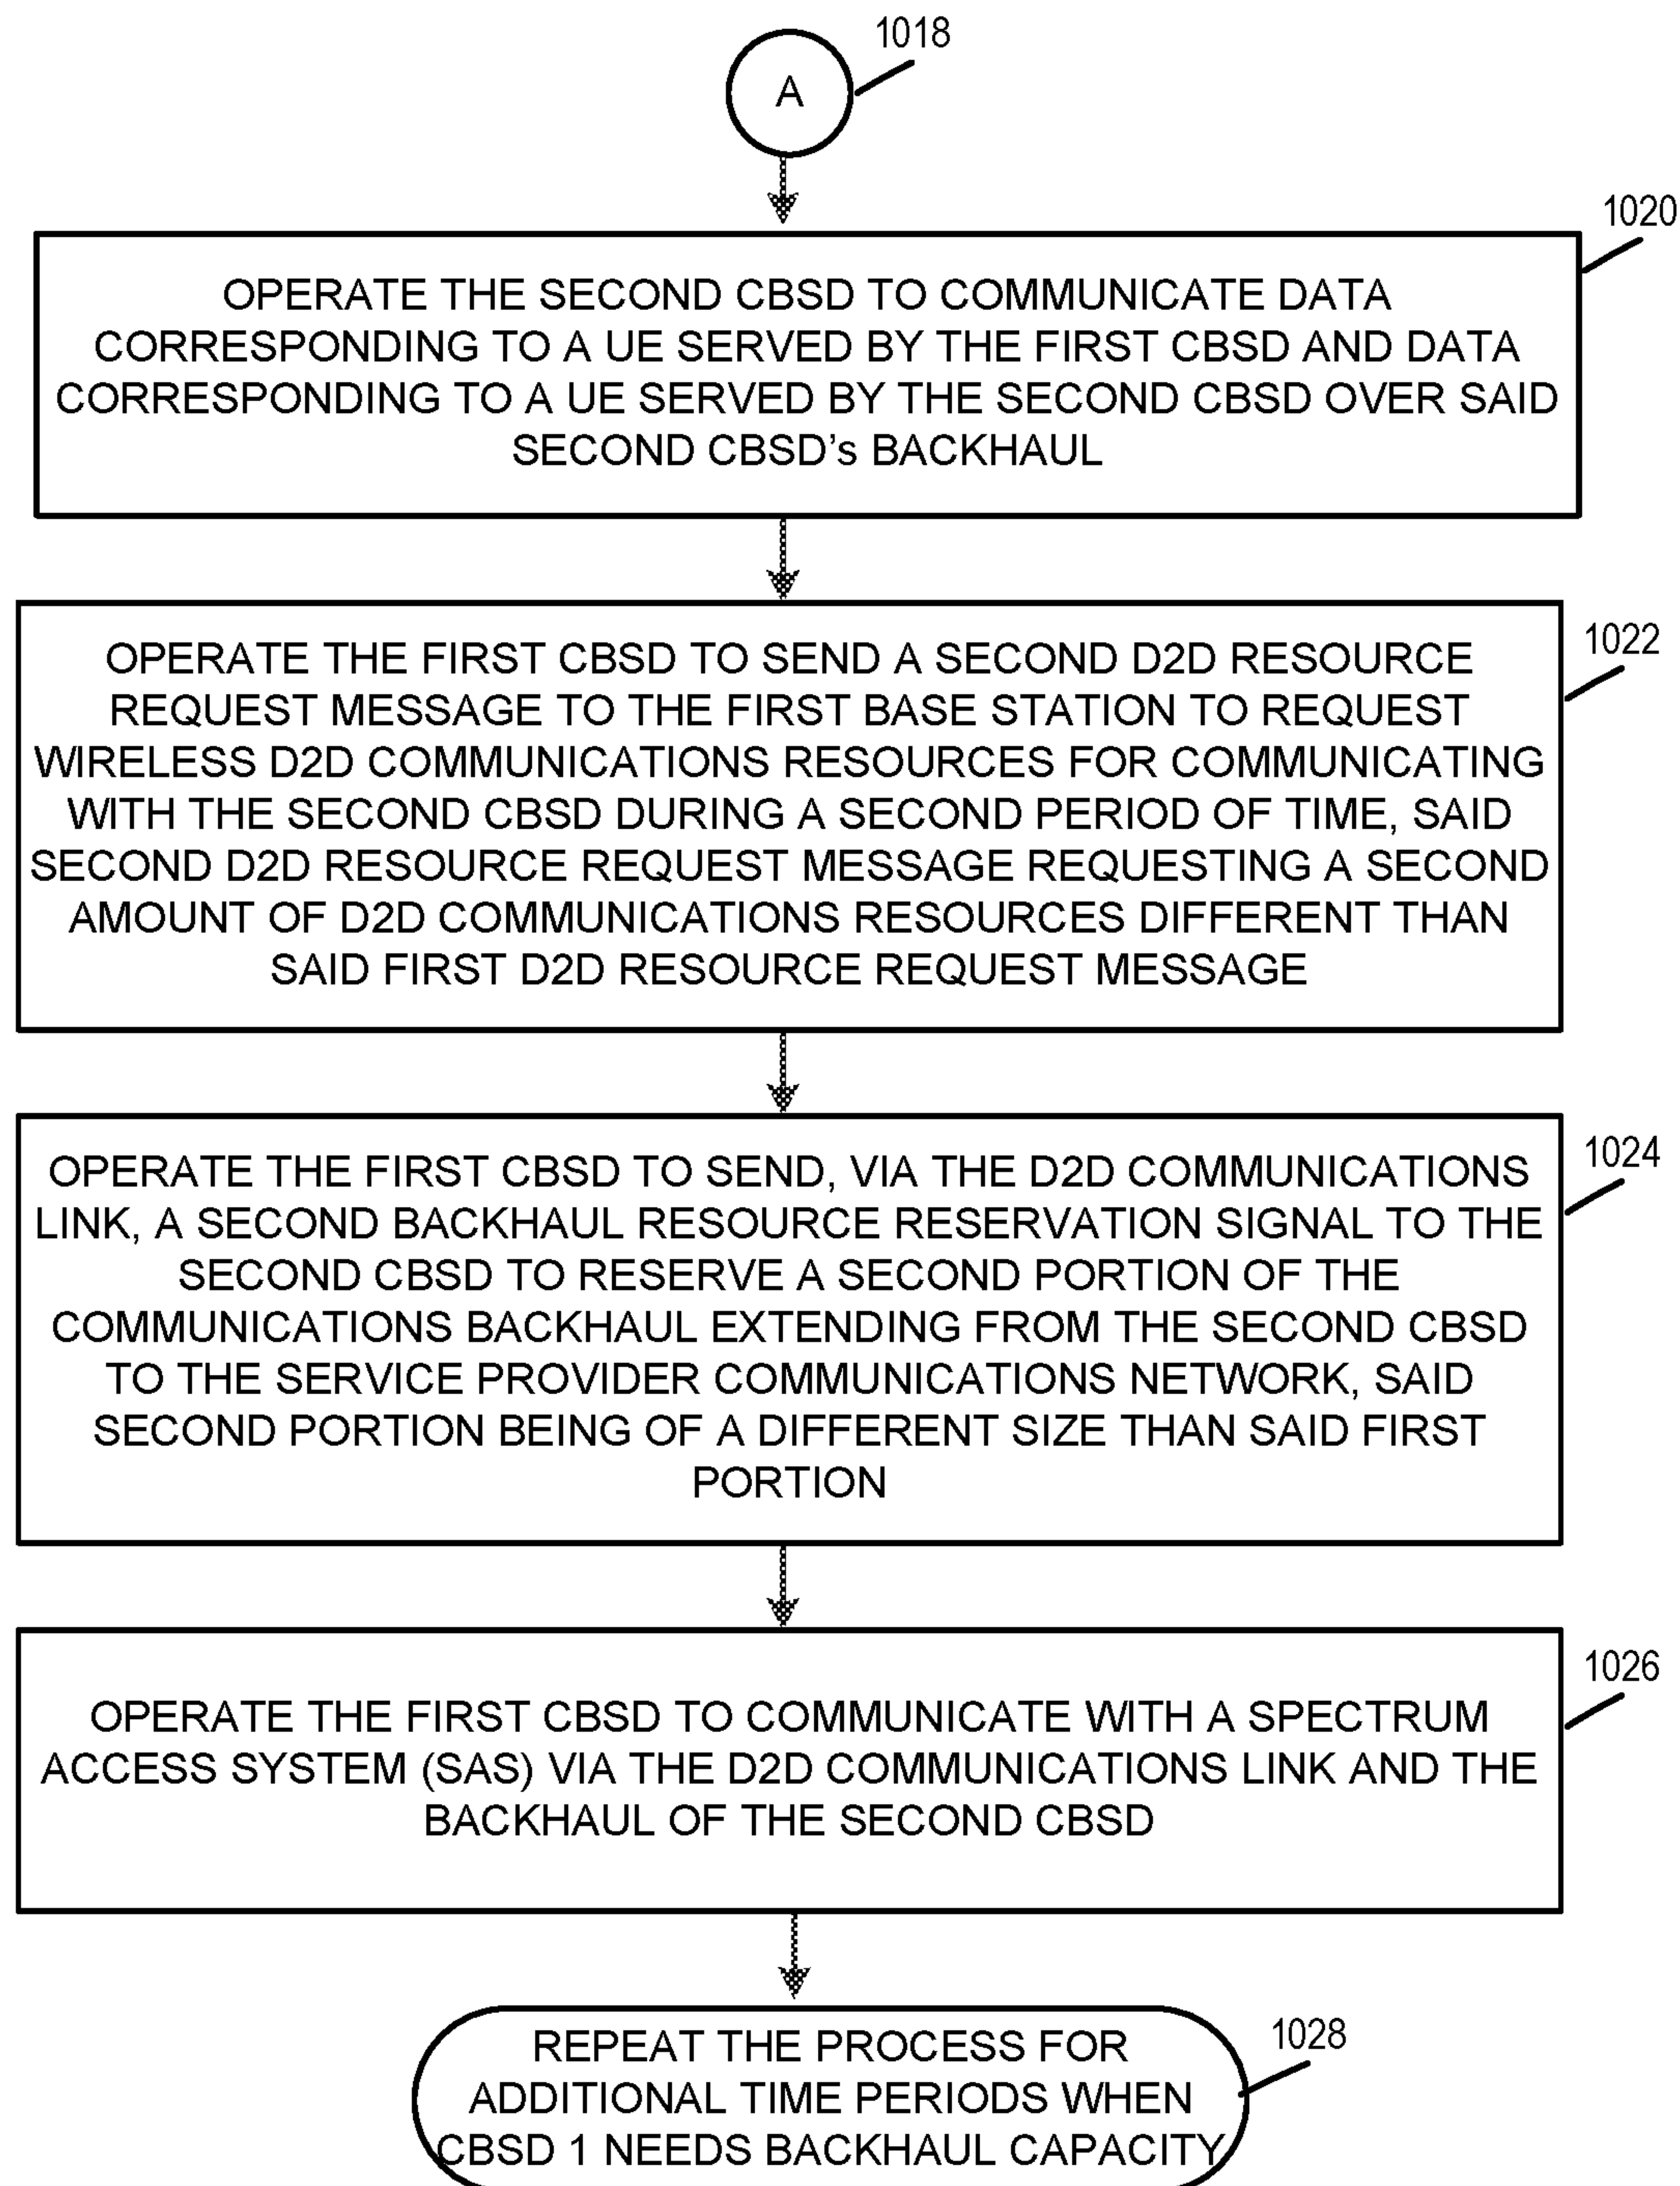 1018
A
1020
OPERATE THE SECOND CBSD TO COMMUNICATE DATA
CORRESPONDING TO A UE SERVED BY THE FIRST CBSD AND DATA
CORRESPONDING TO A UE SERVED BY THE SECOND CBSD OVER SAID
SECOND CBSD's BACKHAUL
1022
OPERATE THE FIRST CBSD TO SEND A SECOND D2D RESOURCE
REQUEST MESSAGE TO THE FIRST BASE STATION TO REQUEST
WIRELESS D2D COMMUNICATIONS RESOURCES FOR COMMUNICATING
WITH THE SECOND CBSD DURING A SECOND PERIOD OF TIME, SAID
SECOND D2D RESOURCE REQUEST MESSAGE REQUESTING A SECOND
AMOUNT OF D2D COMMUNICATIONS RESOURCES DIFFERENT THAN
SAID FIRST D2D RESOURCE REQUEST MESSAGE
1024
OPERATE THE FIRST CBSD TO SEND, VIA THE D2D COMMUNICATIONS
LINK, A SECOND BACKHAUL RESOURCE RESERVATION SIGNAL TO THE
SECOND CBSD TO RESERVE A SECOND PORTION OF THE
COMMUNICATIONS BACKHAUL EXTENDING FROM THE SECOND CBSD
TO THE SERVICE PROVIDER COMMUNICATIONS NETWORK, SAID
SECOND PORTION BEING OF A DIFFERENT SIZE THAN SAID FIRST
PORTION
1026
OPERATE THE FIRST CBSD TO COMMUNICATE WITH A SPECTRUM
ACCESS SYSTEM (SAS) VIA THE D2D COMMUNICATIONS LINK AND THE
BACKHAUL OF THE SECOND CBSD
1028
REPEAT THE PROCESS FOR
ADDITIONAL TIME PERIODS WHEN
CBSD 1 NEEDS BACKHAUL CAPACITY